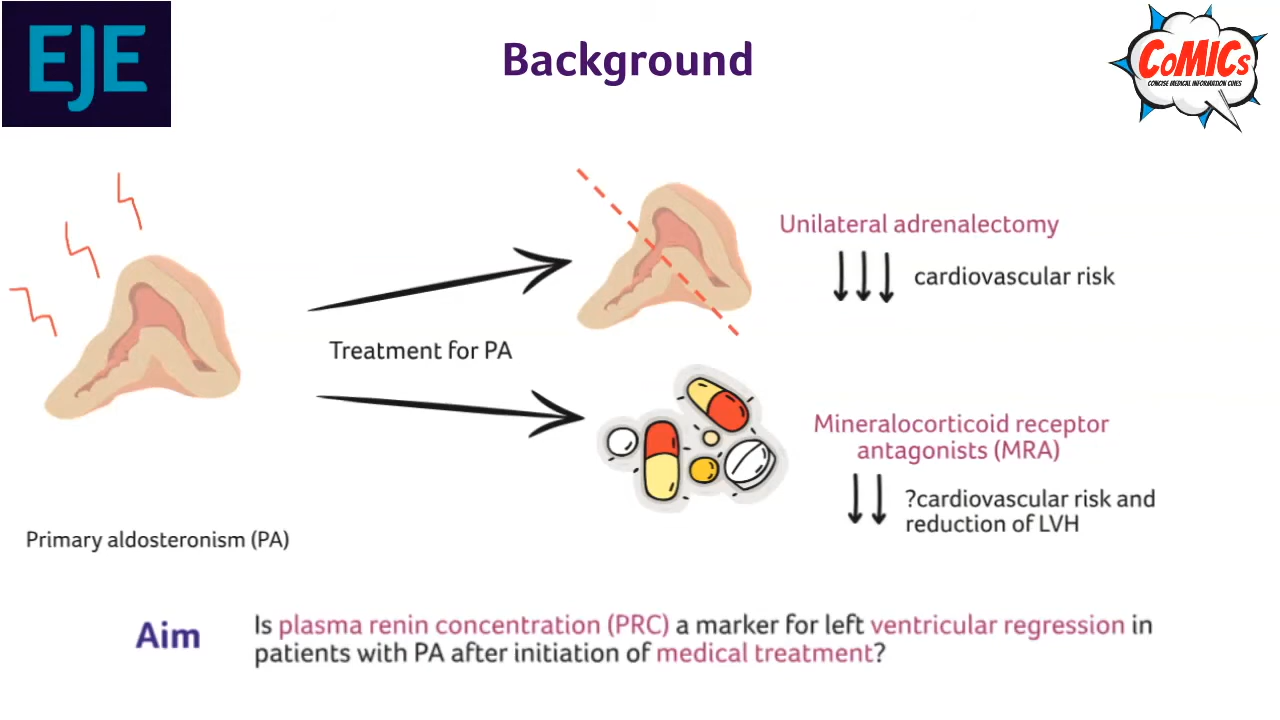 EJE
Background
CoMICs
CONCISE MEDICAL INFORMATION CINES
Unilateral adrenalectomy
cardiovascular risk
Treatment for PA
Mineralocorticoid receptor
antagonists (MRA)
?cardiovascular risk and
reduction of LVH
Primary aldosteronism (PA)
Aim
Is plasma renin concentration (PRC) a marker for left ventricular regression in
patients with PA after initiation of medical treatment?